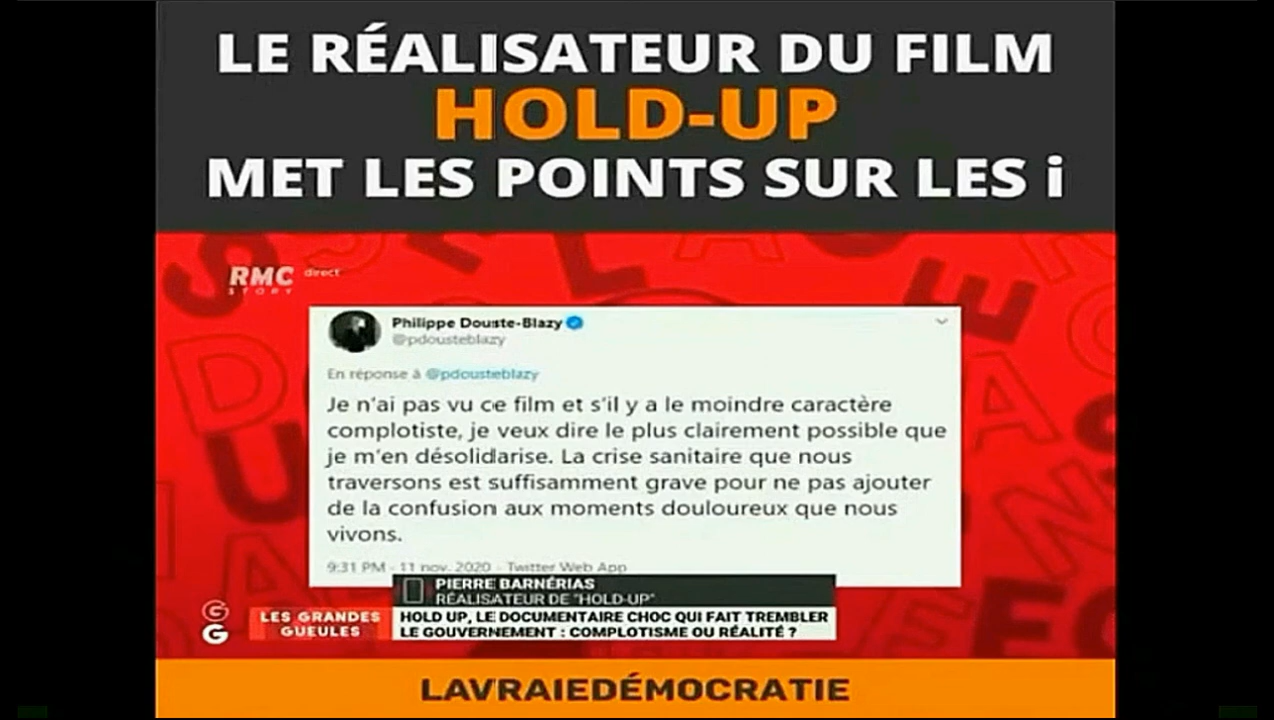 LE RÉALISATEUR DU FILM
HOLD-UP
MET LES POINTS SUR LES i
RMC direct
STORY
Philippe Douste-Blazy
@pdousteblazy
En réponse à @pdousteblazy
Je n'ai pas vu ce film et s'il y a le moindre caractère
complotiste, je veux dire le plus clairement possible que
je m'en désolidarise. La crise sanitaire que nous
traversons est suffisamment grave pour ne pas ajouter
de la confusion aux moments douloureux que nous
vivons.
9:31 PM - 11 nov. 2020 - Twitter Web App
PIERRE BARNÉRIAS
RÉALISATEUR DE "HOLD-UP"
LES GRANDES
GUEULES
HOLD UP, LE DOCUMENTAIRE CHOC QUI FAIT TREMBLER
LE GOUVERNEMENT : COMPLOTISME OU RÉALITÉ ?
LAVRAIEDÉMOCRATIE